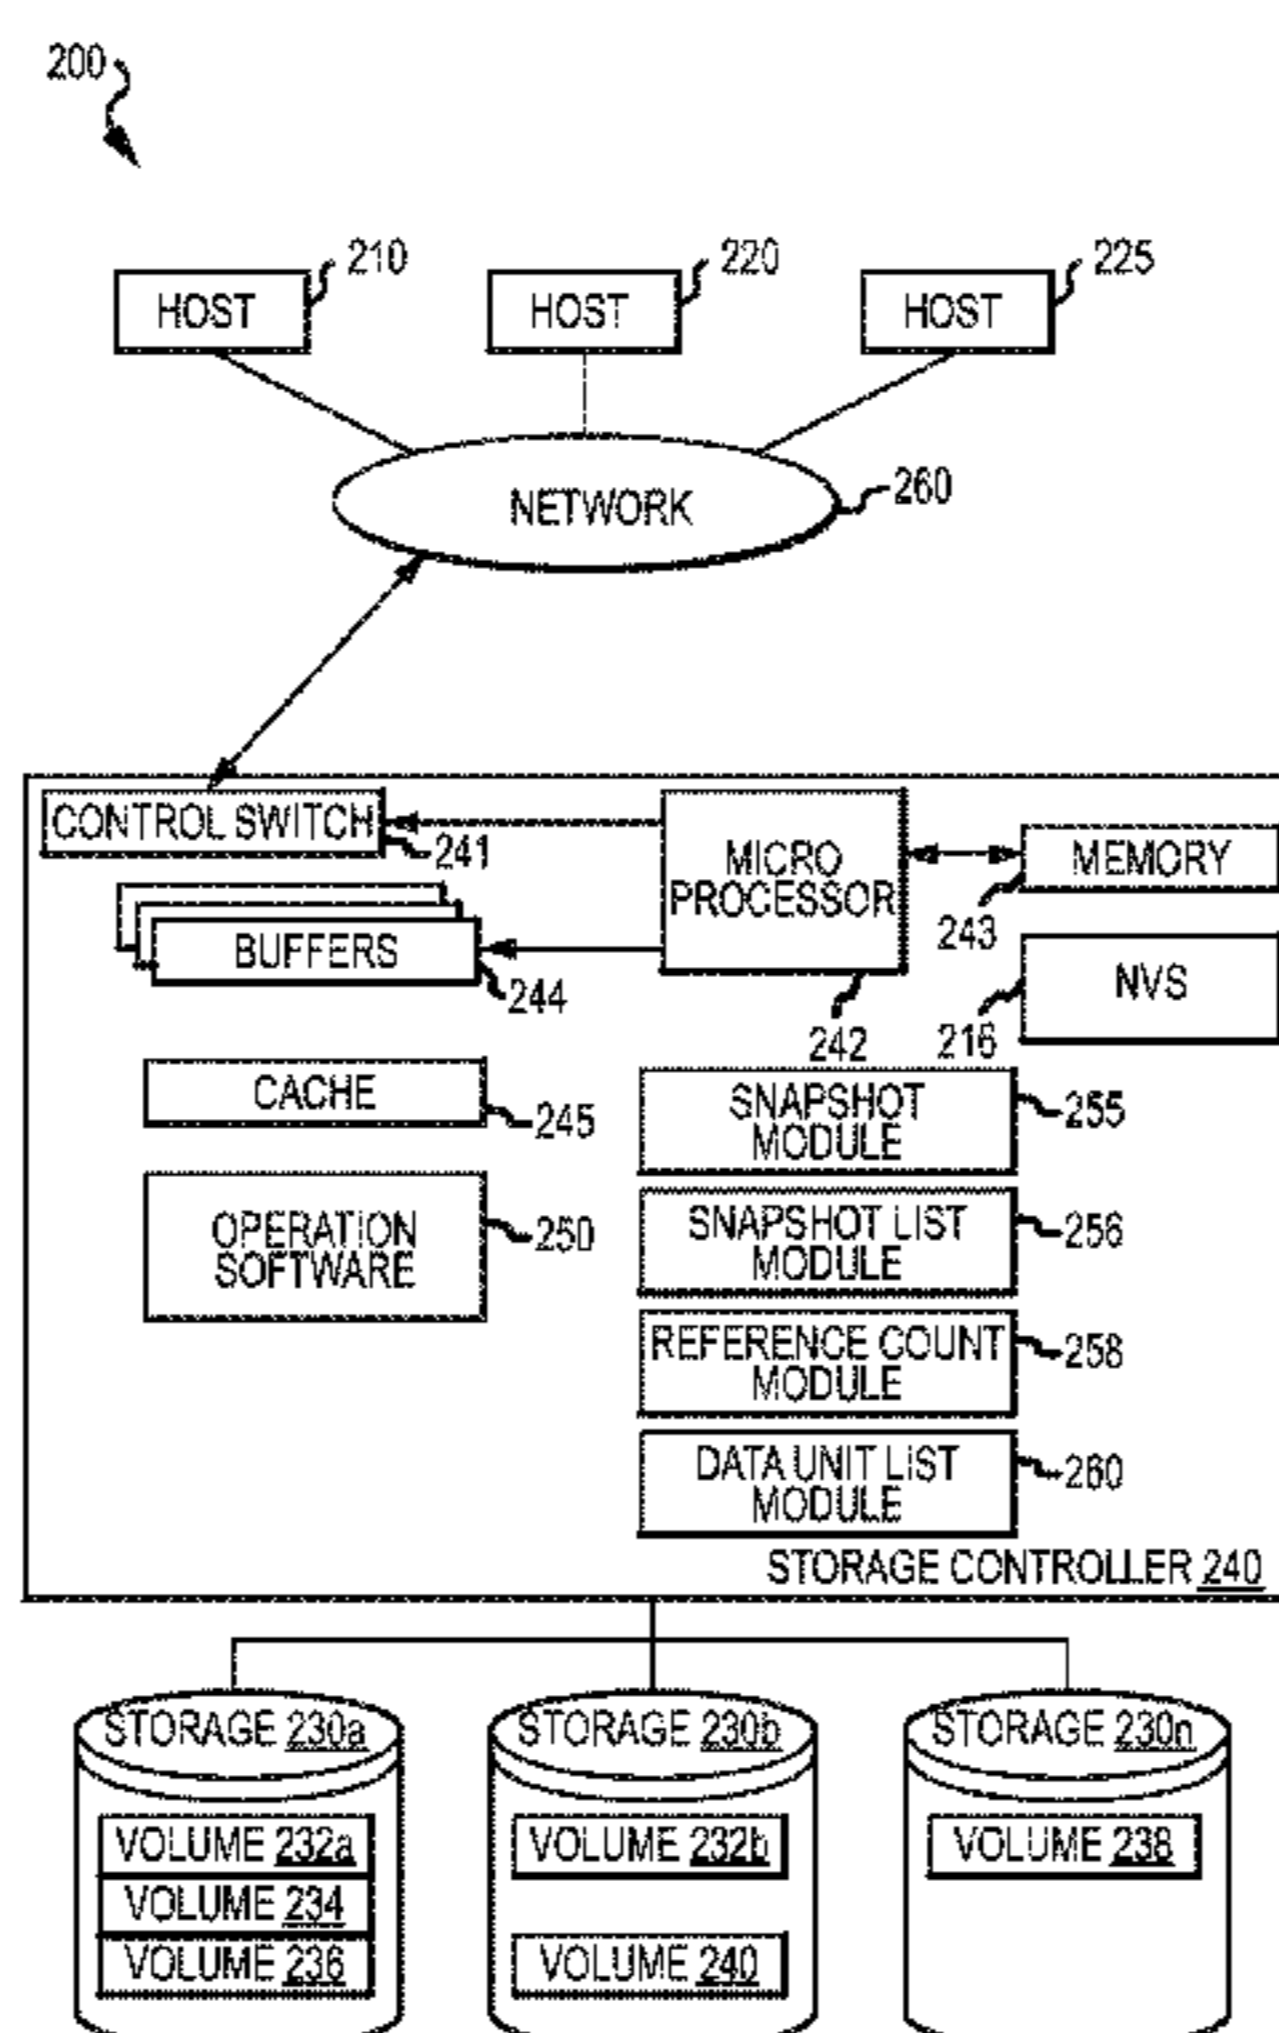 200
210
HOST
220
HOST
225
HOST
NETWORK
260
CONTROL SWITCH
241
MICRO
PROCESSOR
242
MEMORY
243
BUFFERS
244
NVS
216
CACHE
245
OPERATION
SOFTWARE
250
SNAPSHOT
MODULE
255
SNAPSHOT LIST
MODULE
256
REFERENCE COUNT
MODULE
258
DATA UNIT LIST
MODULE
260
STORAGE CONTROLLER 240
STORAGE 230a
VOLUME 232a
VOLUME 234
VOLUME 236
STORAGE 230b
VOLUME 232b
VOLUME 240
STORAGE 230n
VOLUME 238